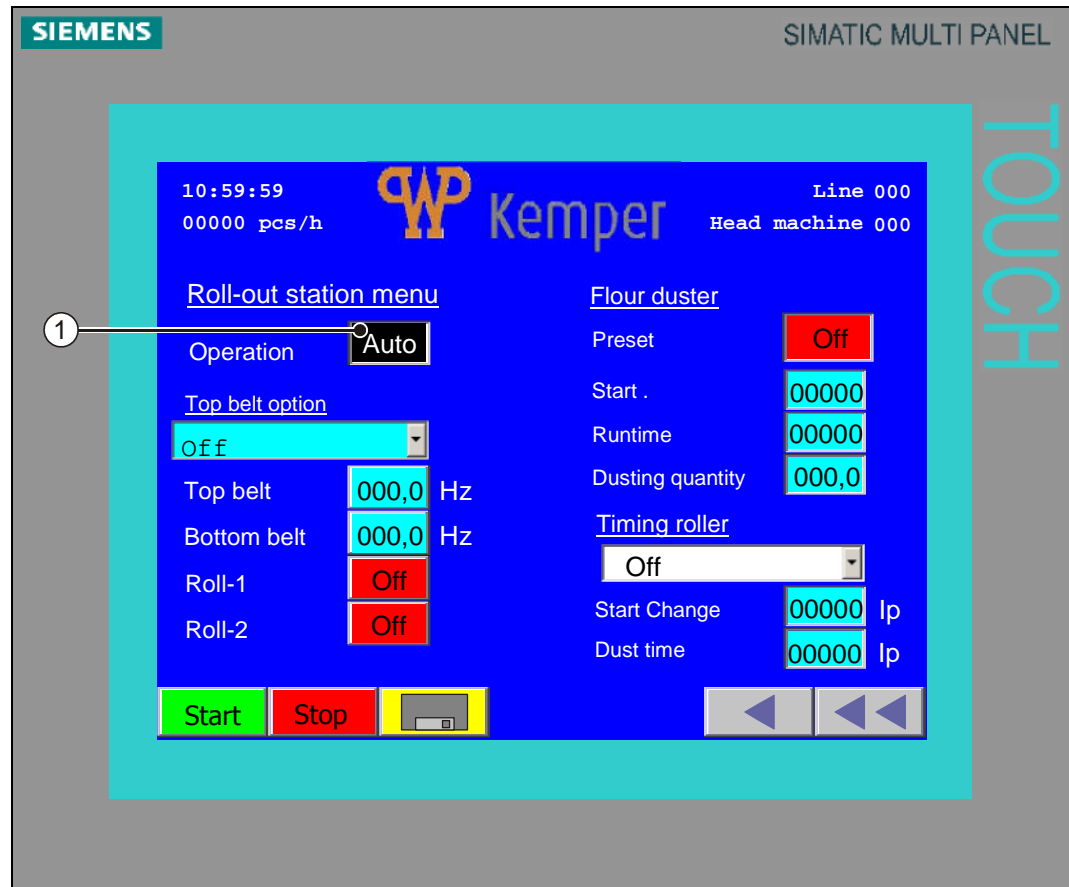 SIEMENS
SIMATIC MULTI PANEL
TOUCH
10:59:59
00000 pcs/h
WP Kemper
Line 000
Head machine 000
Roll-out station menu
1
Operation Auto
Top belt option
Off
Top belt 000,0 Hz
Bottom belt 000,0 Hz
Roll-1 Off
Roll-2 Off
Flour duster
Preset Off
Start . 00000
Runtime 00000
Dusting quantity 000,0
Timing roller
Off
Start Change 00000 Ip
Dust time 00000 Ip
Start Stop